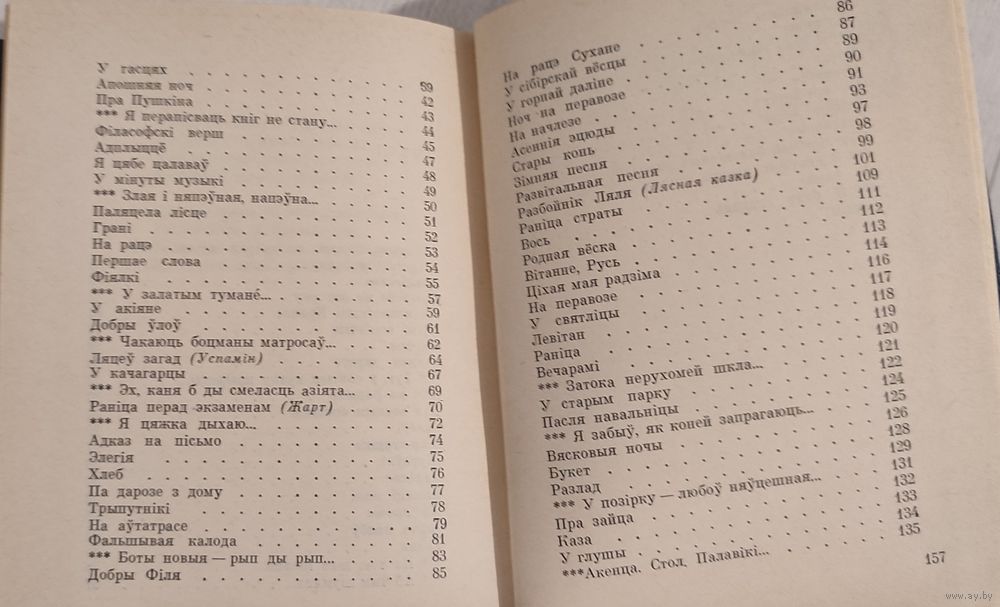 У гасцях . . . . . . . . . . 39
Апошняя ноч . . . . . . . . . . 42
Пра Пушкіна . . . . . . . . . . 43
*** Я перапісваць кніг не стану... . . . 44
Філасофскі верш . . . . . . . . . 45
Адплыццё . . . . . . . . . . 47
Я цябе цалаваў . . . . . . . . . 48
У мінуты музыкі . . . . . . . . . 49
*** Злая і няпэўная, напэўна... . . . . 50
Паляцела лісце . . . . . . . . . 51
Грані . . . . . . . . . . 52
На рацэ . . . . . . . . . . 53
Першае слова . . . . . . . . . 54
Фіялкі . . . . . . . . . . 55
*** У залатым тумане́... . . . . . . 57
У акіяне . . . . . . . . . . 59
Добры ўлоў . . . . . . . . . 61
*** Чакаюць боцманы матросаў... . . . 62
Ляцеў загад (Успамін) . . . . . . 64
У качагарцы . . . . . . . . . 67
*** Эх, каня б ды смеласць азіята... . . 69
Раніца перад экзаменам (Жарт) . . . 70
*** Я цяжка дыхаю... . . . . . . 72
Адказ на пісьмо . . . . . . . . 74
Элегія . . . . . . . . . . 75
Хлеб . . . . . . . . . . 76
Па дарозе з дому . . . . . . . 77
Трыпутнікі . . . . . . . . . 78
На аўтатрасе . . . . . . . . 79
Фальшывая калода . . . . . . . 81
*** Боты новыя — рып ды рып... . . . . 83
Добры Філя . . . . . . . . . 85
На рацэ Сухане . . . . . . . . 86
У сібірскай вёсцы . . . . . . . 87
У горнай даліне . . . . . . . . 89
Ноч на перавозе . . . . . . . . 90
На начлезе . . . . . . . . . 91
Асеннія эцюды . . . . . . . . 93
Стары конь . . . . . . . . . 97
Зімняя песня . . . . . . . . . 98
Развітальная песня . . . . . . . 99
Разбойнік Ляля (Лясная казка) . . . 101
Раніца страты . . . . . . . . 109
Вось . . . . . . . . . . 111
Родная вёска . . . . . . . . 112
Вітанне, Русь . . . . . . . . 113
Ціхая мая радзіма . . . . . . . 114
На перавозе . . . . . . . . . 116
У святліцы . . . . . . . . . 117
Левітан . . . . . . . . . . 118
Раніца . . . . . . . . . . 119
Вечарамі . . . . . . . . . . 120
*** Затока нерухомей шкла... . . . . 121
У старым парку . . . . . . . . 122
Пасля навальніцы . . . . . . . 124
*** Я забыў, як коней запрагаюць... . . . 125
Вясковыя ночы . . . . . . . . 126
Букет . . . . . . . . . . 128
Разлад . . . . . . . . . . 129
*** У позірку — любоў няўцешная... . . . 131
Пра зайца . . . . . . . . . 132
Каза . . . . . . . . . . 133
У глушы . . . . . . . . . . 134
***Акенца. Стол. Палавікі... . . . . . 135
157
www.ay.by